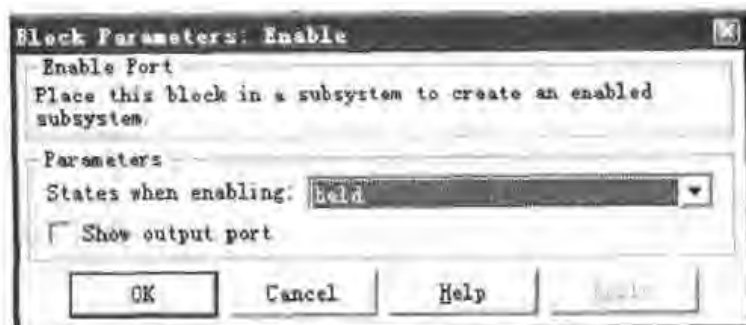 Block Parameters: Enable
Enable Port
Place this block in a subsystem to create an enabled
subsystem.
Parameters
States when enabling: held
Show output port
OK
Cancel
Help